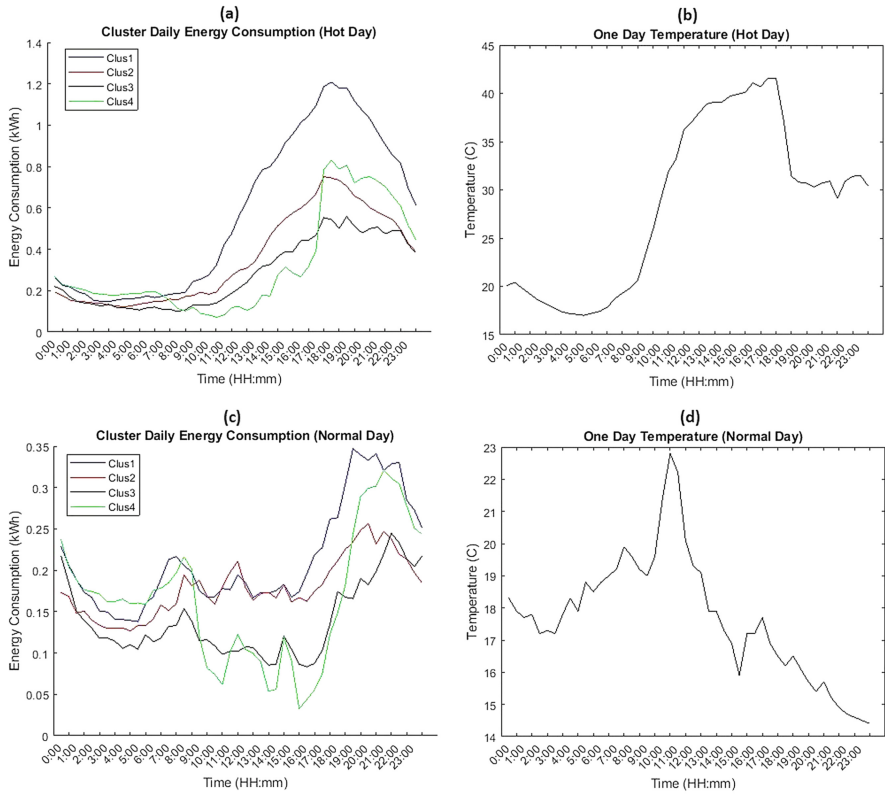 (a)
Cluster Daily Energy Consumption (Hot Day)
Energy Consumption (kWh)
1.4
1.2
1
0.8
0.6
0.4
0.2
0
Clus1
Clus2
Clus3
Clus4
0:00 1:00 2:00 3:00 4:00 5:00 6:00 7:00 8:00 9:00 10:00 11:00 12:00 13:00 14:00 15:00 16:00 17:00 18:00 19:00 20:00 21:00 22:00 23:00
Time (HH:mm)
(b)
One Day Temperature (Hot Day)
Temperature (C)
45
40
35
30
25
20
15
0:00 1:00 2:00 3:00 4:00 5:00 6:00 7:00 8:00 9:00 10:00 11:00 12:00 13:00 14:00 15:00 16:00 17:00 18:00 19:00 20:00 21:00 22:00 23:00
Time (HH:mm)
(c)
Cluster Daily Energy Consumption (Normal Day)
Energy Consumption (kWh)
0.35
0.3
0.25
0.2
0.15
0.1
0.05
0
Clus1
Clus2
Clus3
Clus4
0:00 1:00 2:00 3:00 4:00 5:00 6:00 7:00 8:00 9:00 10:00 11:00 12:00 13:00 14:00 15:00 16:00 17:00 18:00 19:00 20:00 21:00 22:00 23:00
Time (HH:mm)
(d)
One Day Temperature (Normal Day)
Temperature (C)
23
22
21
20
19
18
17
16
15
14
0:00 1:00 2:00 3:00 4:00 5:00 6:00 7:00 8:00 9:00 10:00 11:00 12:00 13:00 14:00 15:00 16:00 17:00 18:00 19:00 20:00 21:00 22:00 23:00
Time (HH:mm)